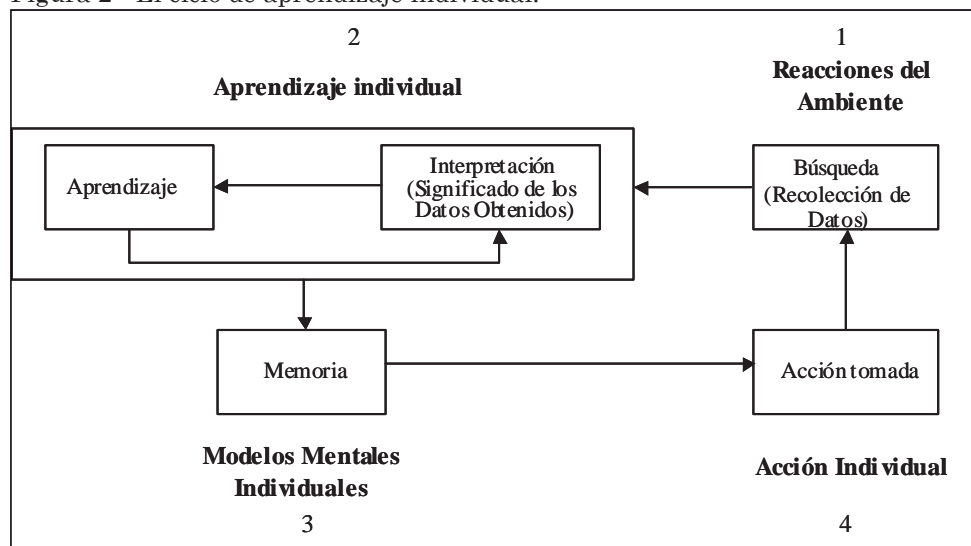 Figura 2 - El ciclo de aprendizaje individual.
2
Aprendizaje individual
1
Reacciones del
Ambiente
Aprendizaje
Interpretación
(Significado de los
Datos Obtenidos)
Búsqueda
(Recolección de
Datos)
Memoria
Acción tomada
Modelos Mentales
Individuales
3
Acción Individual
4